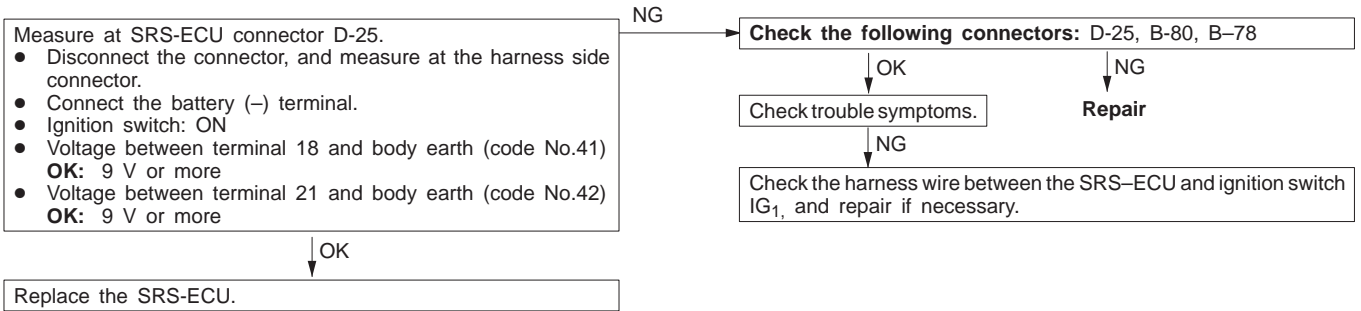 Measure at SRS-ECU connector D-25.
● Disconnect the connector, and measure at the harness side
connector.
● Connect the battery (–) terminal.
● Ignition switch: ON
● Voltage between terminal 18 and body earth (code No.41)
OK: 9 V or more
● Voltage between terminal 21 and body earth (code No.42)
OK: 9 V or more
OK
Replace the SRS-ECU.
NG
Check the following connectors: D-25, B-80, B–78
OK
NG
Check trouble symptoms.
Repair
NG
Check the harness wire between the SRS–ECU and ignition switch
IG1, and repair if necessary.